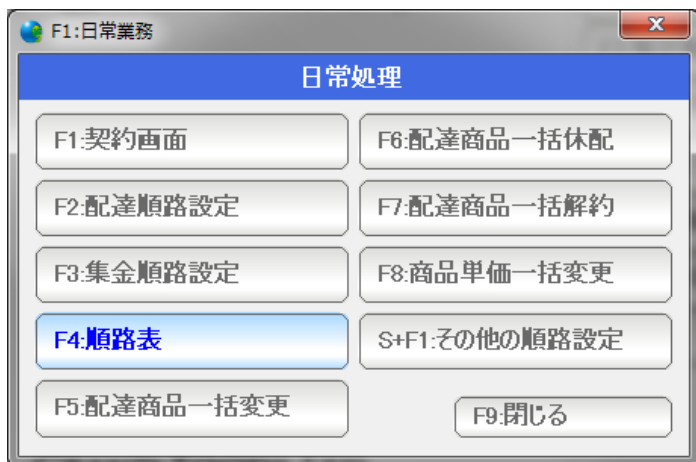 F1:日常業務
日常処理
F1:契約画面
F2:配達順路設定
F3:集金順路設定
F4:順路表
F5:配達商品一括変更
F6:配達商品一括休配
F7:配達商品一括解約
F8:商品単価一括変更
S+F1:その他の順路設定
F9:閉じる